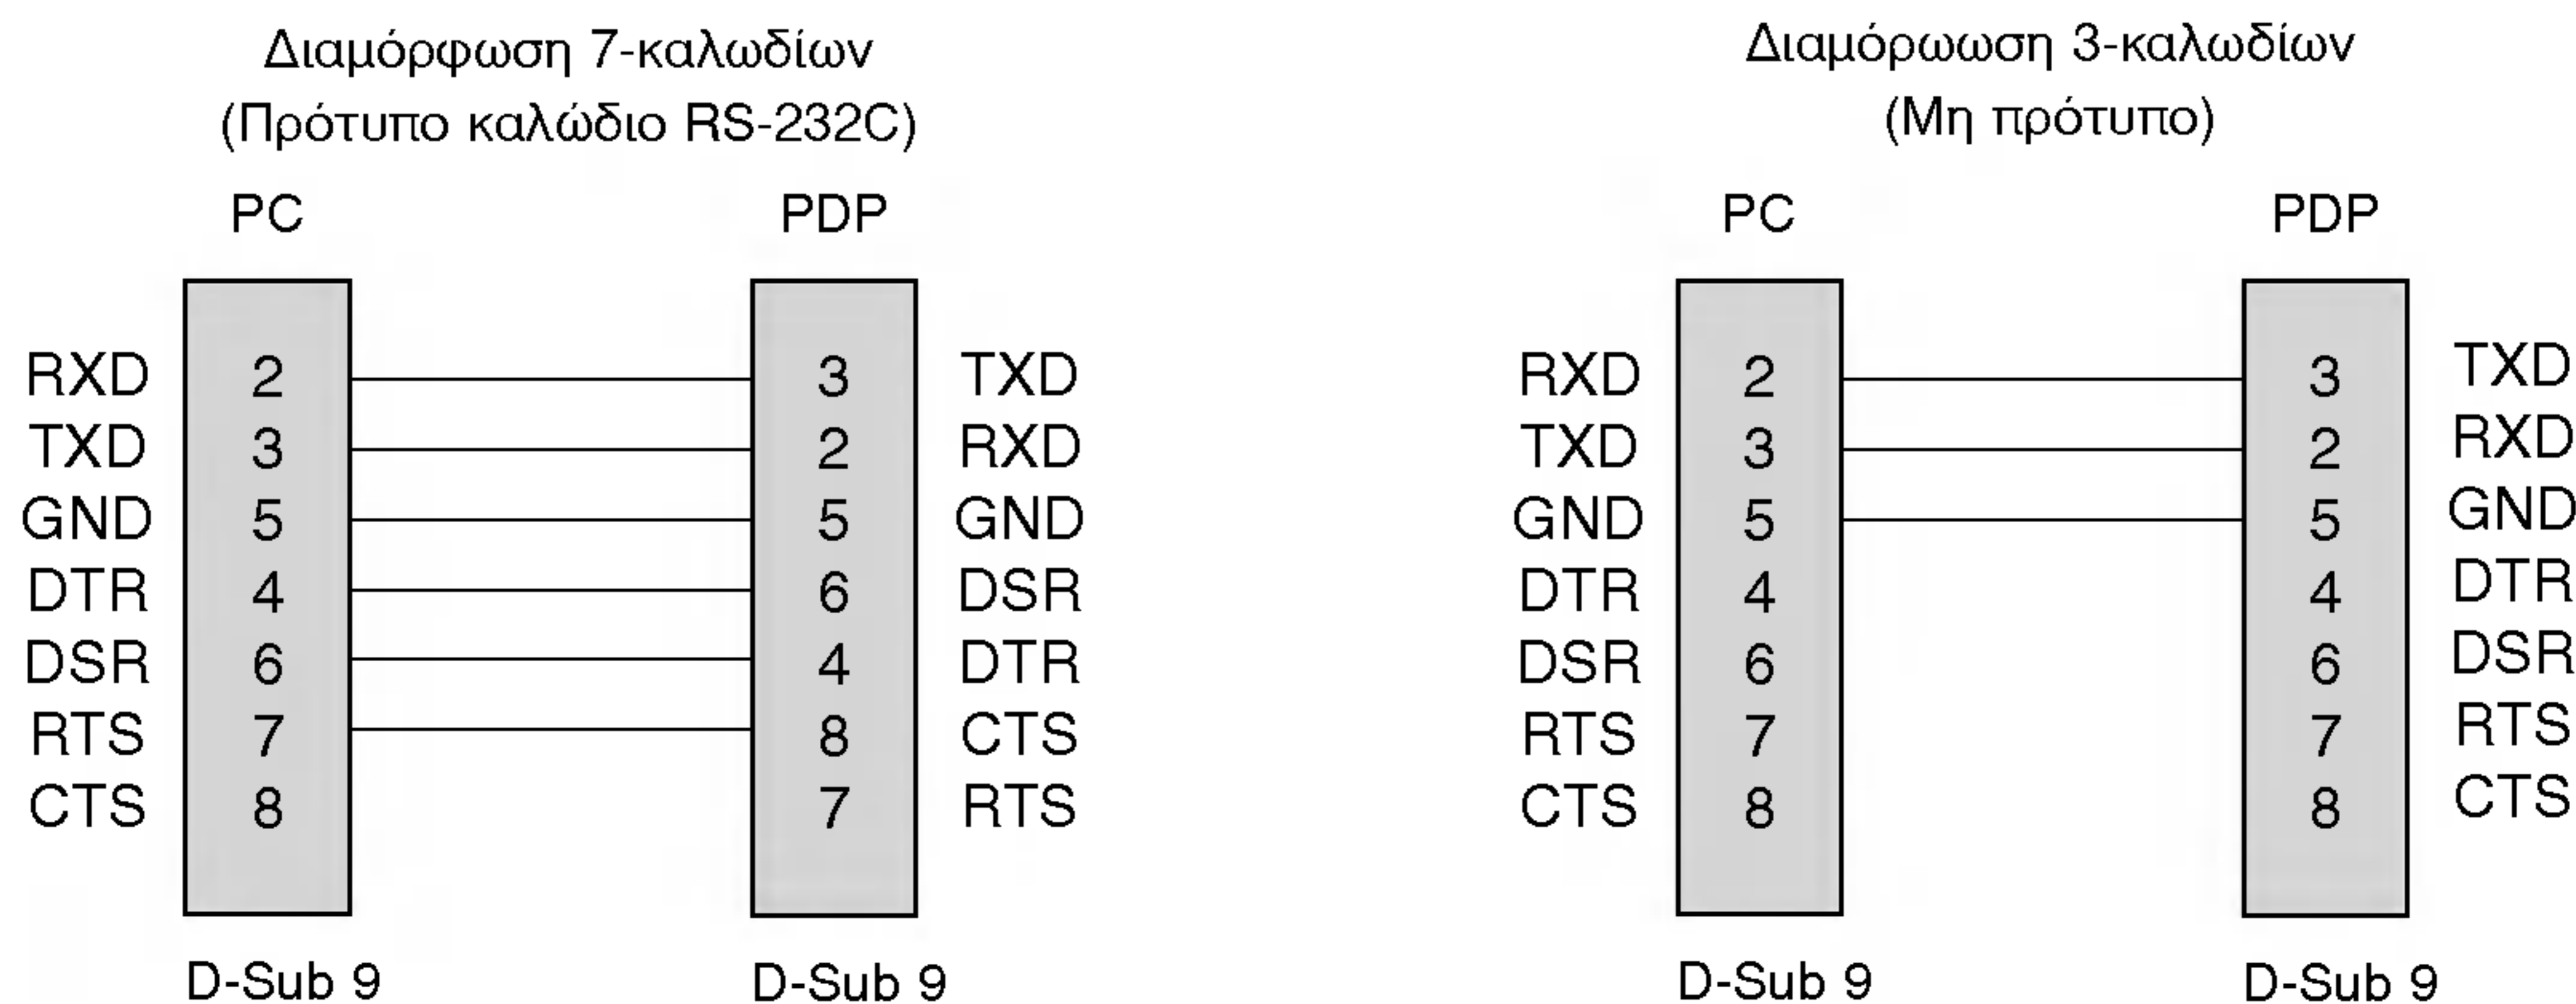 Διαμόρφωση 7-καλωδίων
(Πρότυπο καλώδιο RS-232C)
PC PDP
RXD 2 3 TXD
TXD 3 2 RXD
GND 5 5 GND
DTR 4 6 DSR
DSR 6 4 DTR
RTS 7 8 CTS
CTS 8 7 RTS
D-Sub 9 D-Sub 9
Διαμόρωωση 3-καλωδίων
(Μη πρότυπο)
PC PDP
RXD 2 3 TXD
TXD 3 2 RXD
GND 5 5 GND
DTR 4 4 DTR
DSR 6 6 DSR
RTS 7 7 RTS
CTS 8 8 CTS
D-Sub 9 D-Sub 9